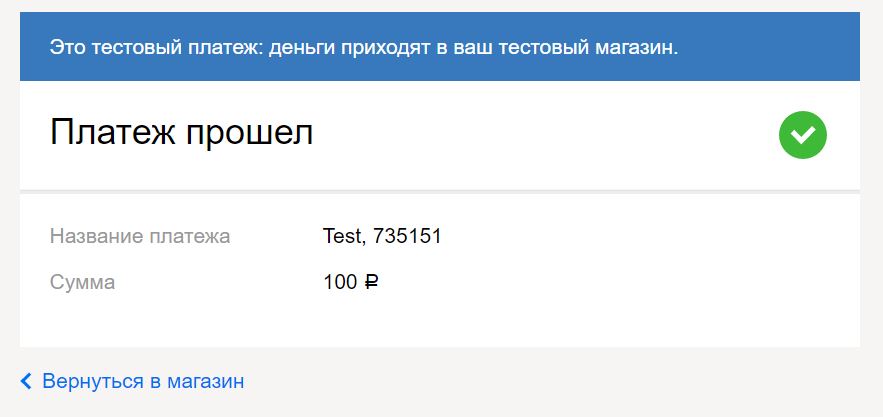 Это тестовый платеж: деньги приходят в ваш тестовый магазин.
Платеж прошел
Название платежа Test, 735151
Сумма 100 ₽
Вернуться в магазин